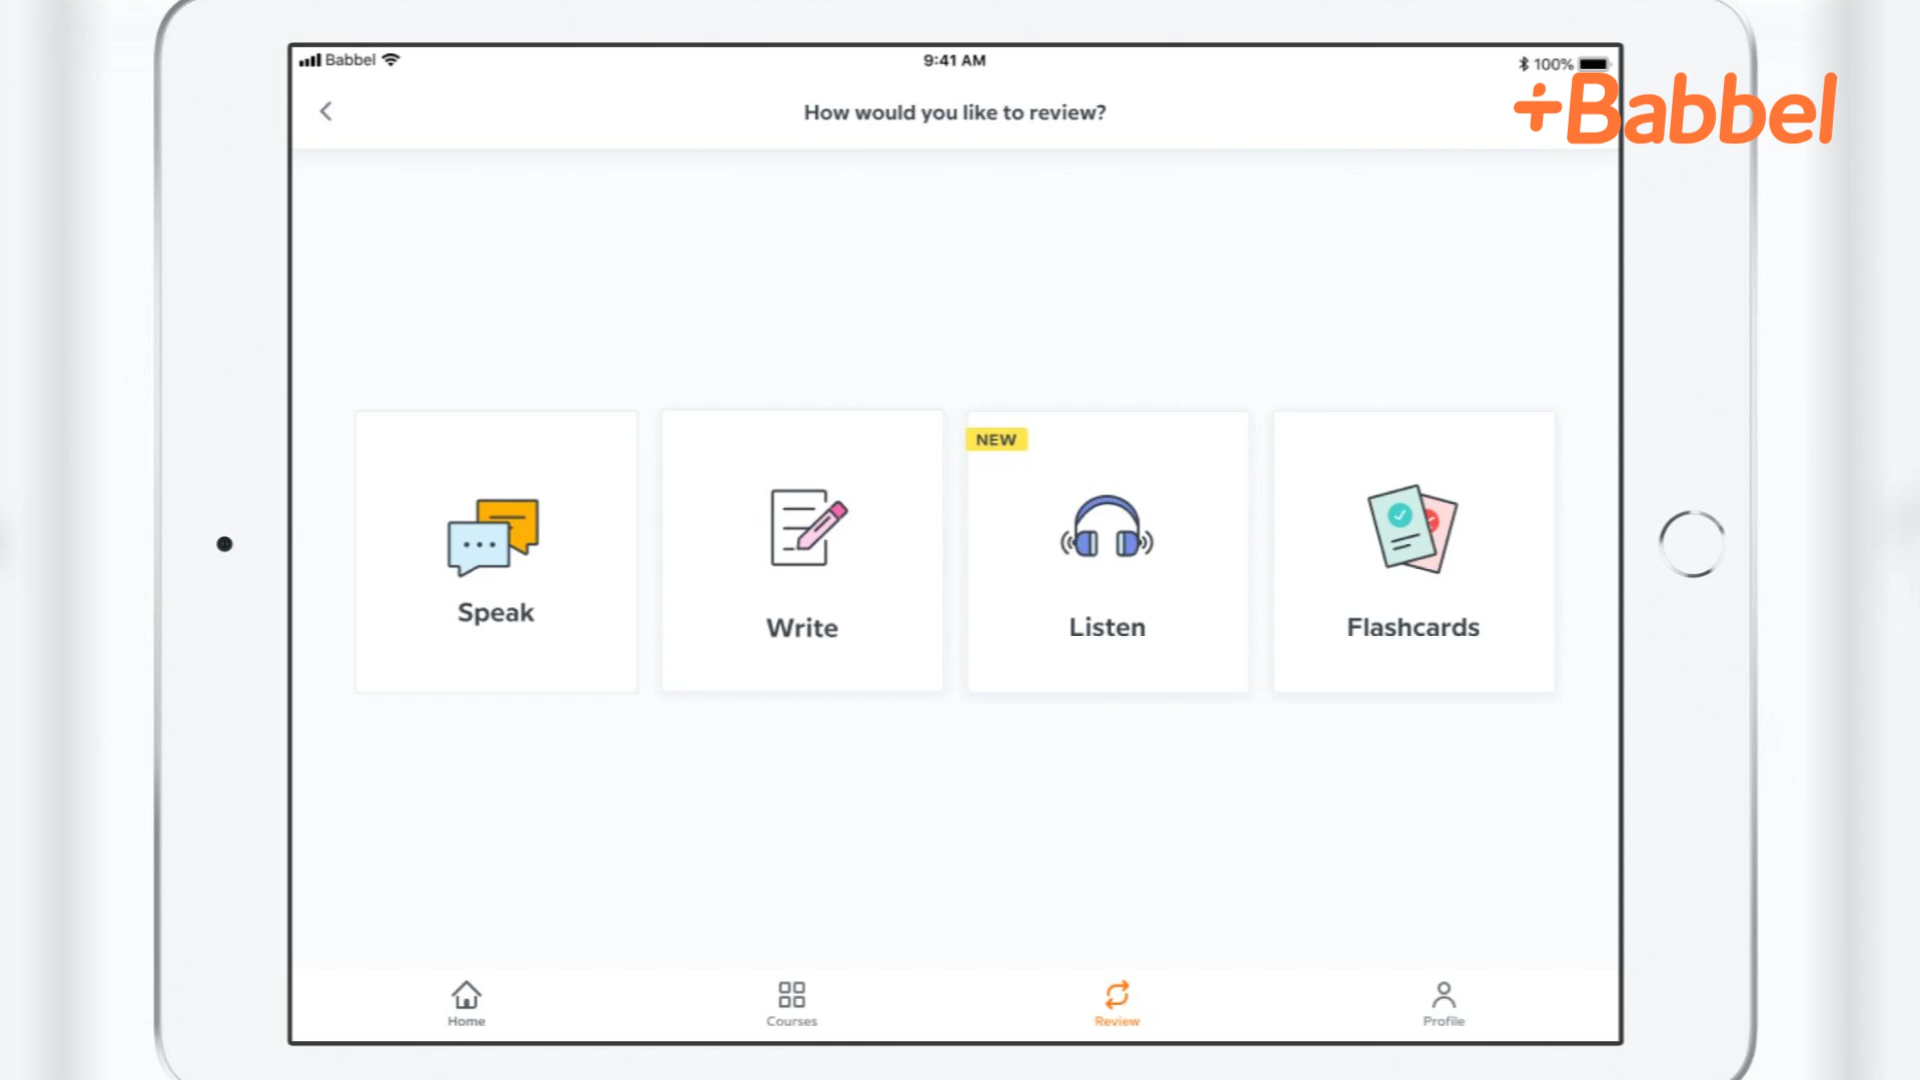 Babbel
9:41 AM
100%
How would you like to review?
+Babbel
NEW
Speak
Write
Listen
Flashcards
Home
Courses
Review
Profile